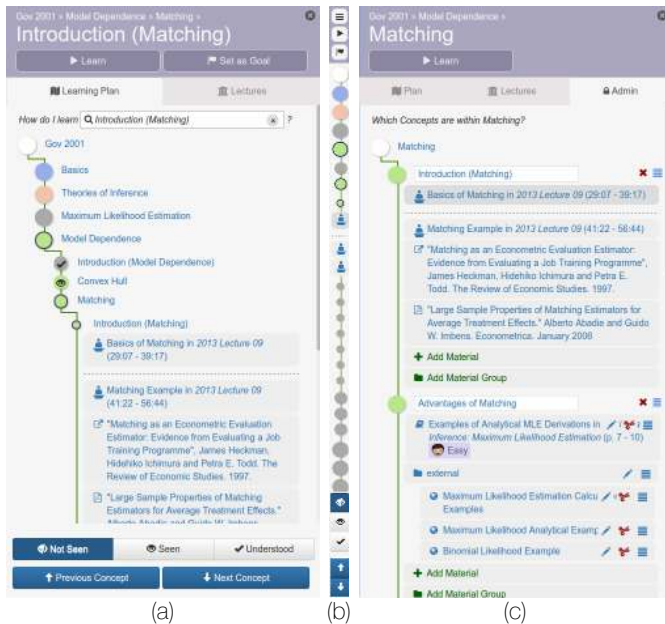 Gov 2001 » Model Dependence » Matching »
Introduction (Matching)
Learn
Set as Goal
Learning Plan
Lectures
How do I learn Introduction (Matching) ?
Gov 2001
Basics
Theories of Inference
Maximum Likelihood Estimation
Model Dependence
Introduction (Model Dependence)
Convex Hull
Matching
Introduction (Matching)
Basics of Matching in 2013 Lecture 09
(29:07 - 39:17)
Matching Example in 2013 Lecture 09
(41:22 - 56:44)
"Matching as an Econometric Evaluation
Estimator: Evidence from Evaluating a Job
Training Programme", James Heckman,
Hidehiko Ichimura and Petra E.
Todd. The Review of Economic Studies. 1997.
"Large Sample Properties of Matching
Estimators for Average Treatment Effects."
Alberto Abadie and Guido W. Imbens.
Not Seen
Seen
Understood
Previous Concept
Next Concept
(a)
(b)
Gov 2001 » Model Dependence »
Matching
Learn
Plan
Lectures
Admin
Which Concepts are within Matching?
Matching
Introduction (Matching)
Basics of Matching in 2013 Lecture 09 (29:07 - 39:17)
Matching Example in 2013 Lecture 09 (41:22 - 56:44)
"Matching as an Econometric Evaluation Estimator:
Evidence from Evaluating a Job Training Programme",
James Heckman, Hidehiko Ichimura and Petra E.
Todd. The Review of Economic Studies. 1997.
"Large Sample Properties of Matching Estimators for
Average Treatment Effects." Alberto Abadie and Guido
W. Imbens. Econometrica. January 2006
Add Material
Add Material Group
Advantages of Matching
Examples of Analytical MLE Derivations in
Inference: Maximum Likelihood Estimation (p. 7 - 10)
Easy
external
Maximum Likelihood Estimation Calcu
Examples
Maximum Likelihood Analytical Examp
Binomial Likelihood Example
Add Material
Add Material Group
(c)